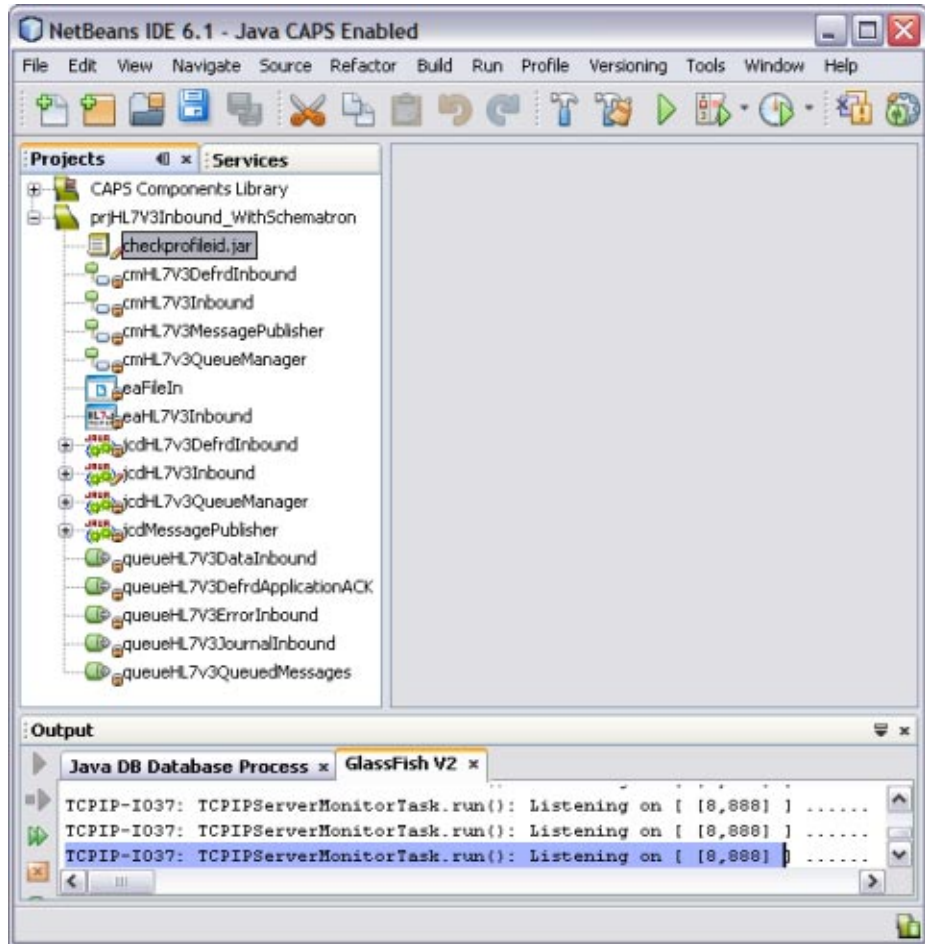 NetBeans IDE 6.1 - Java CAPS Enabled
File Edit View Navigate Source Refactor Build Run Profile Versioning Tools Window Help
Projects Services
CAPS Components Library
prjHL7V3Inbound_WithSchematron
checkprofileid.jar
cmHL7V3DefrdInbound
cmHL7V3Inbound
cmHL7V3MessagePublisher
cmHL7v3QueueManager
eaFileIn
eaHL7V3Inbound
jcdHL7v3DefrdInbound
jcdHL7V3Inbound
jcdHL7v3QueueManager
jcdMessagePublisher
queueHL7V3DataInbound
queueHL7V3DefrdApplicationACK
queueHL7V3ErrorInbound
queueHL7V3JournalInbound
queueHL7v3QueuedMessages
Output
Java DB Database Process GlassFish V2
TCPIP-I037: TCPIPServerMonitorTask.run(): Listening on [ [8,888] ] ......
TCPIP-I037: TCPIPServerMonitorTask.run(): Listening on [ [8,888] ] ......
TCPIP-I037: TCPIPServerMonitorTask.run(): Listening on [ [8,888] ] ......